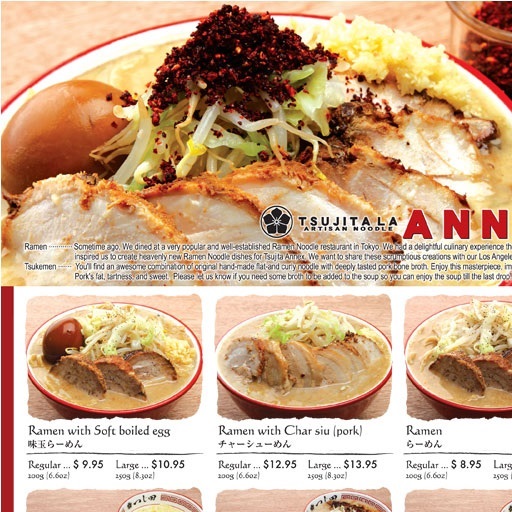 TSUJITA LA ANN
ARTISAN NOODLE
Ramen ············ Sometime ago, We dined at a very popular and well-established Ramen Noodle restaurant in Tokyo. We had a delightful culinary experience th
inspired us to create heavenly new Ramen Noodle dishes for Tsujita Annex. We want to share these scrumptious creations with our Los Angele
Tsukemen ······· You'll find an awesome combination of original hand-made flat-and curly noodle with deeply tasted pork bone broth. Enjoy this masterpiece, im
Pork's fat, tartness, and sweet. Please let us know if you need some broth to be added to the soup so you can enjoy the soup till the last drop
Ramen with Soft boiled egg
味玉らーめん
Regular ... $ 9.95 Large ... $10.95
200g (6.6oz) 250g (8.3oz)
Ramen with Char siu (pork)
チャーシューめん
Regular ... $12.95 Large ... $13.95
200g (6.6oz) 250g (8.3oz)
Ramen
らーめん
Regular ... $ 8.95 Large
200g (6.6oz) 250g